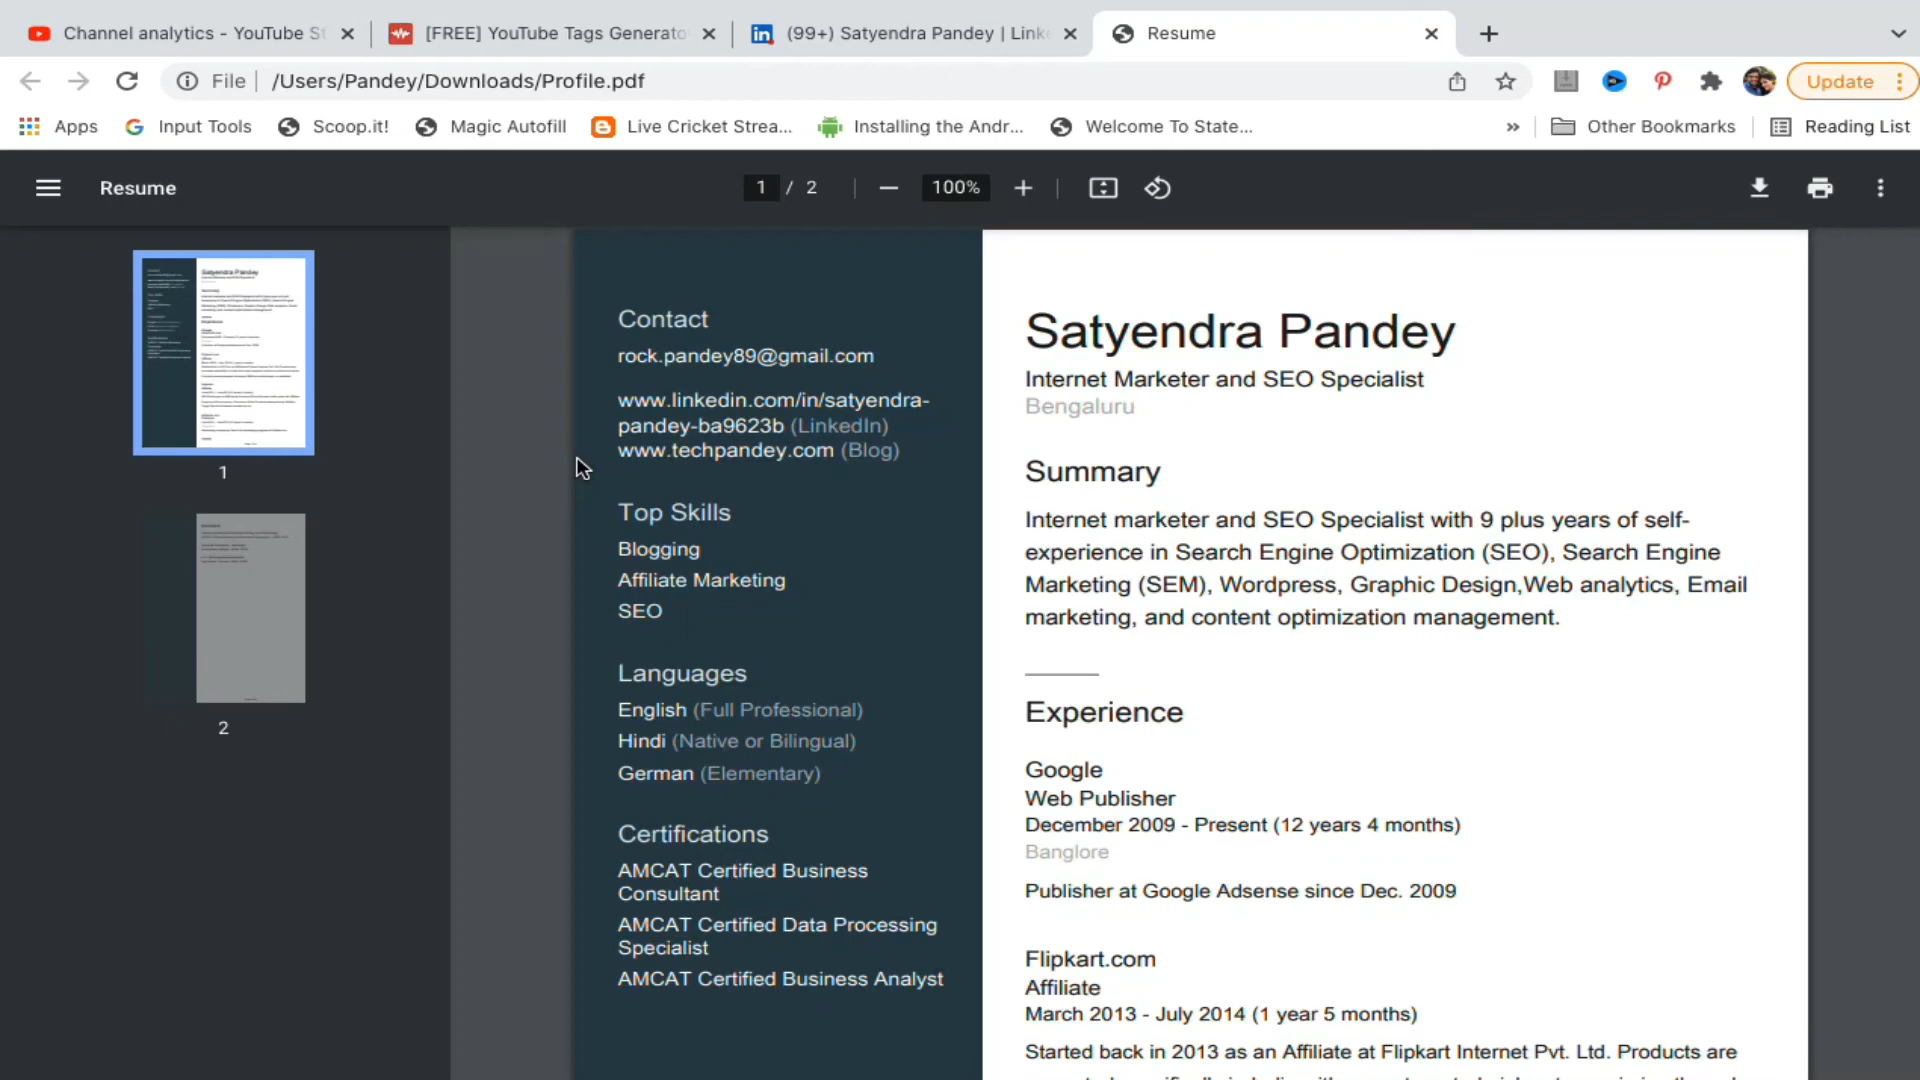 Channel analytics - YouTube St
[FREE] YouTube Tags Generato
(99+) Satyendra Pandey | Linke
Resume
File
/Users/Pandey/Downloads/Profile.pdf
Update
Apps
Input Tools
Scoop.it!
Magic Autofill
Live Cricket Strea...
Installing the Andr...
Welcome To State...
»
Other Bookmarks
Reading List
Resume
1 / 2
100%
1
2
Contact
rock.pandey89@gmail.com
www.linkedin.com/in/satyendra-
pandey-ba9623b (LinkedIn)
www.techpandey.com (Blog)
Top Skills
Blogging
Affiliate Marketing
SEO
Languages
English (Full Professional)
Hindi (Native or Bilingual)
German (Elementary)
Certifications
AMCAT Certified Business
Consultant
AMCAT Certified Data Processing
Specialist
AMCAT Certified Business Analyst
Satyendra Pandey
Internet Marketer and SEO Specialist
Bengaluru
Summary
Internet marketer and SEO Specialist with 9 plus years of self-
experience in Search Engine Optimization (SEO), Search Engine
Marketing (SEM), Wordpress, Graphic Design,Web analytics, Email
marketing, and content optimization management.
Experience
Google
Web Publisher
December 2009 - Present (12 years 4 months)
Banglore
Publisher at Google Adsense since Dec. 2009
Flipkart.com
Affiliate
March 2013 - July 2014 (1 year 5 months)
Started back in 2013 as an Affiliate at Flipkart Internet Pvt. Ltd. Products are